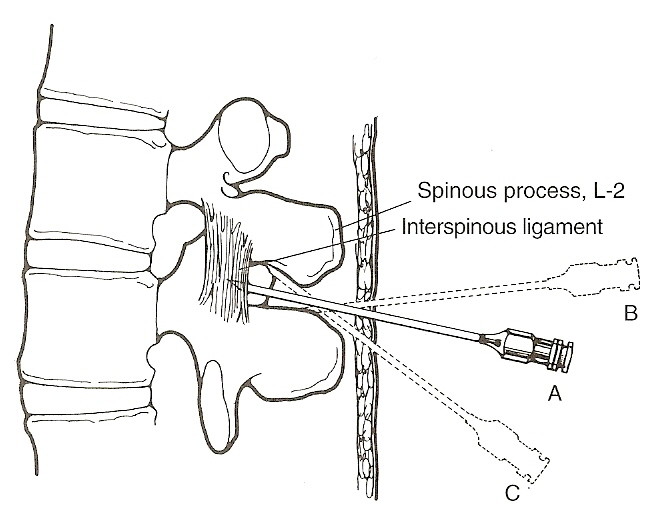 Spinous process, L-2
Interspinous ligament
B
A
C